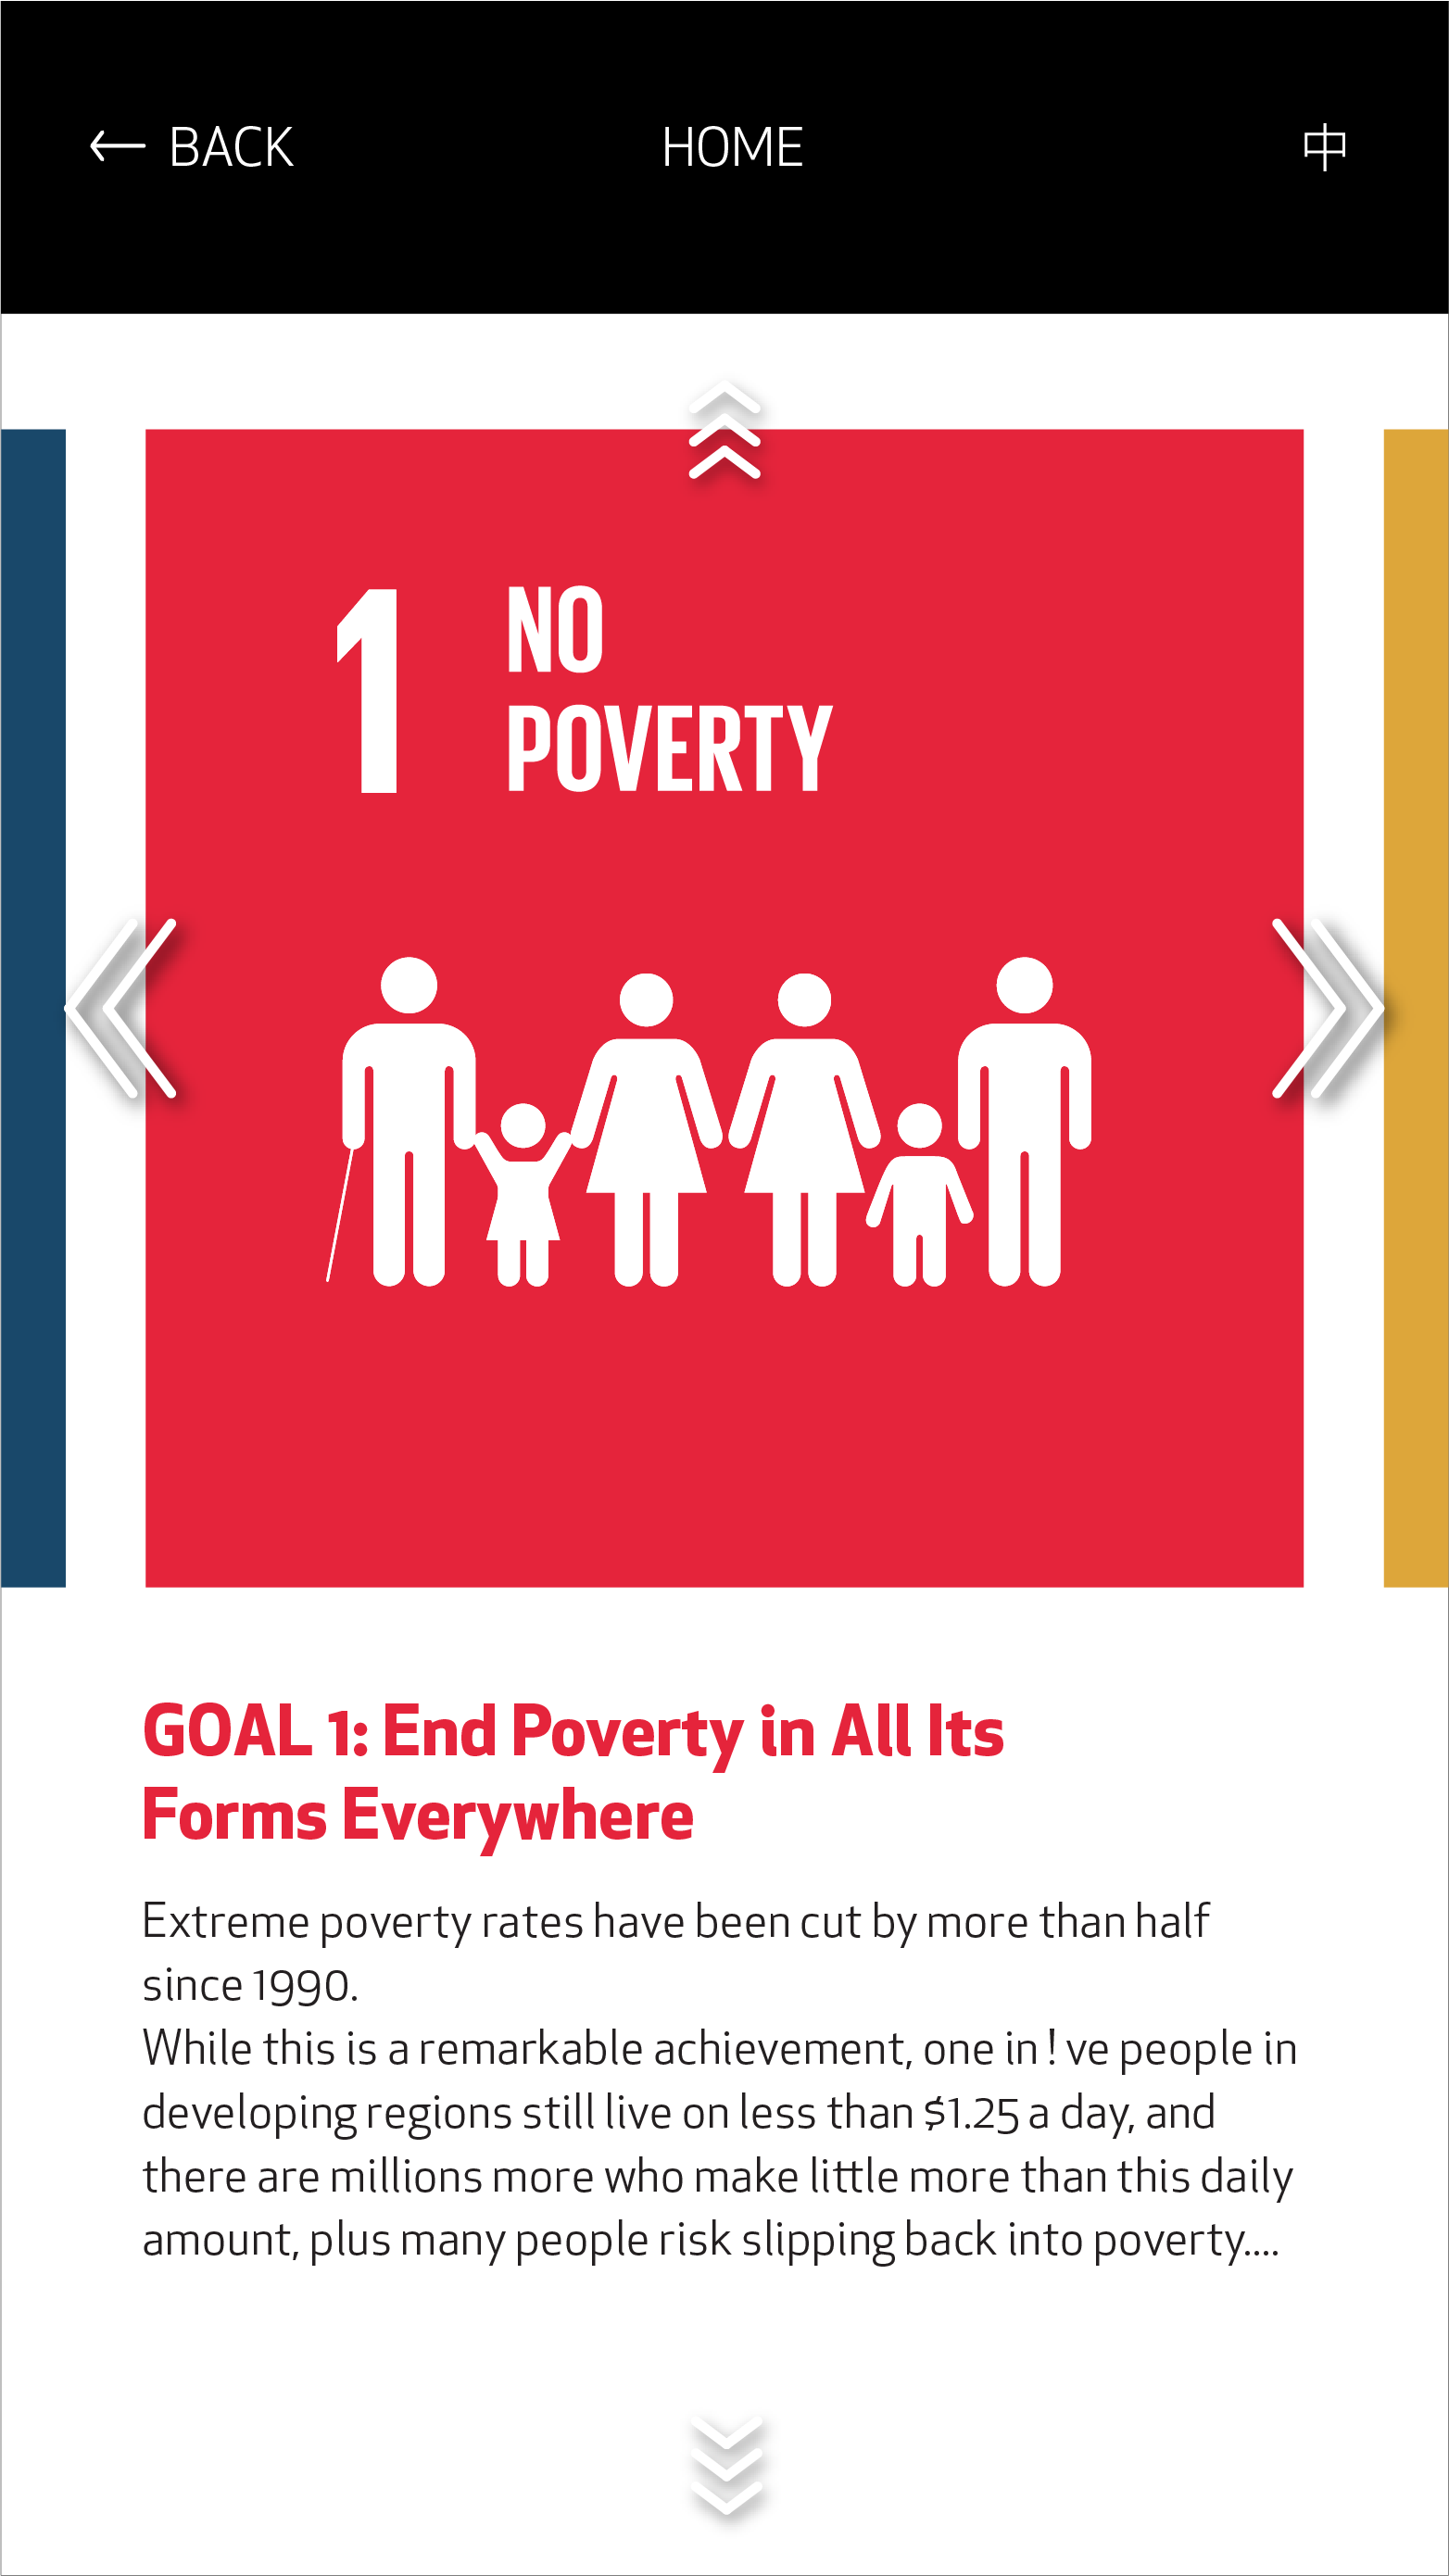 ← BACK HOME 中
1 NO
POVERTY
GOAL 1: End Poverty in All Its
Forms Everywhere
Extreme poverty rates have been cut by more than half
since 1990.
While this is a remarkable achievement, one in ! ve people in
developing regions still live on less than $1.25 a day, and
there are millions more who make little more than this daily
amount, plus many people risk slipping back into poverty....